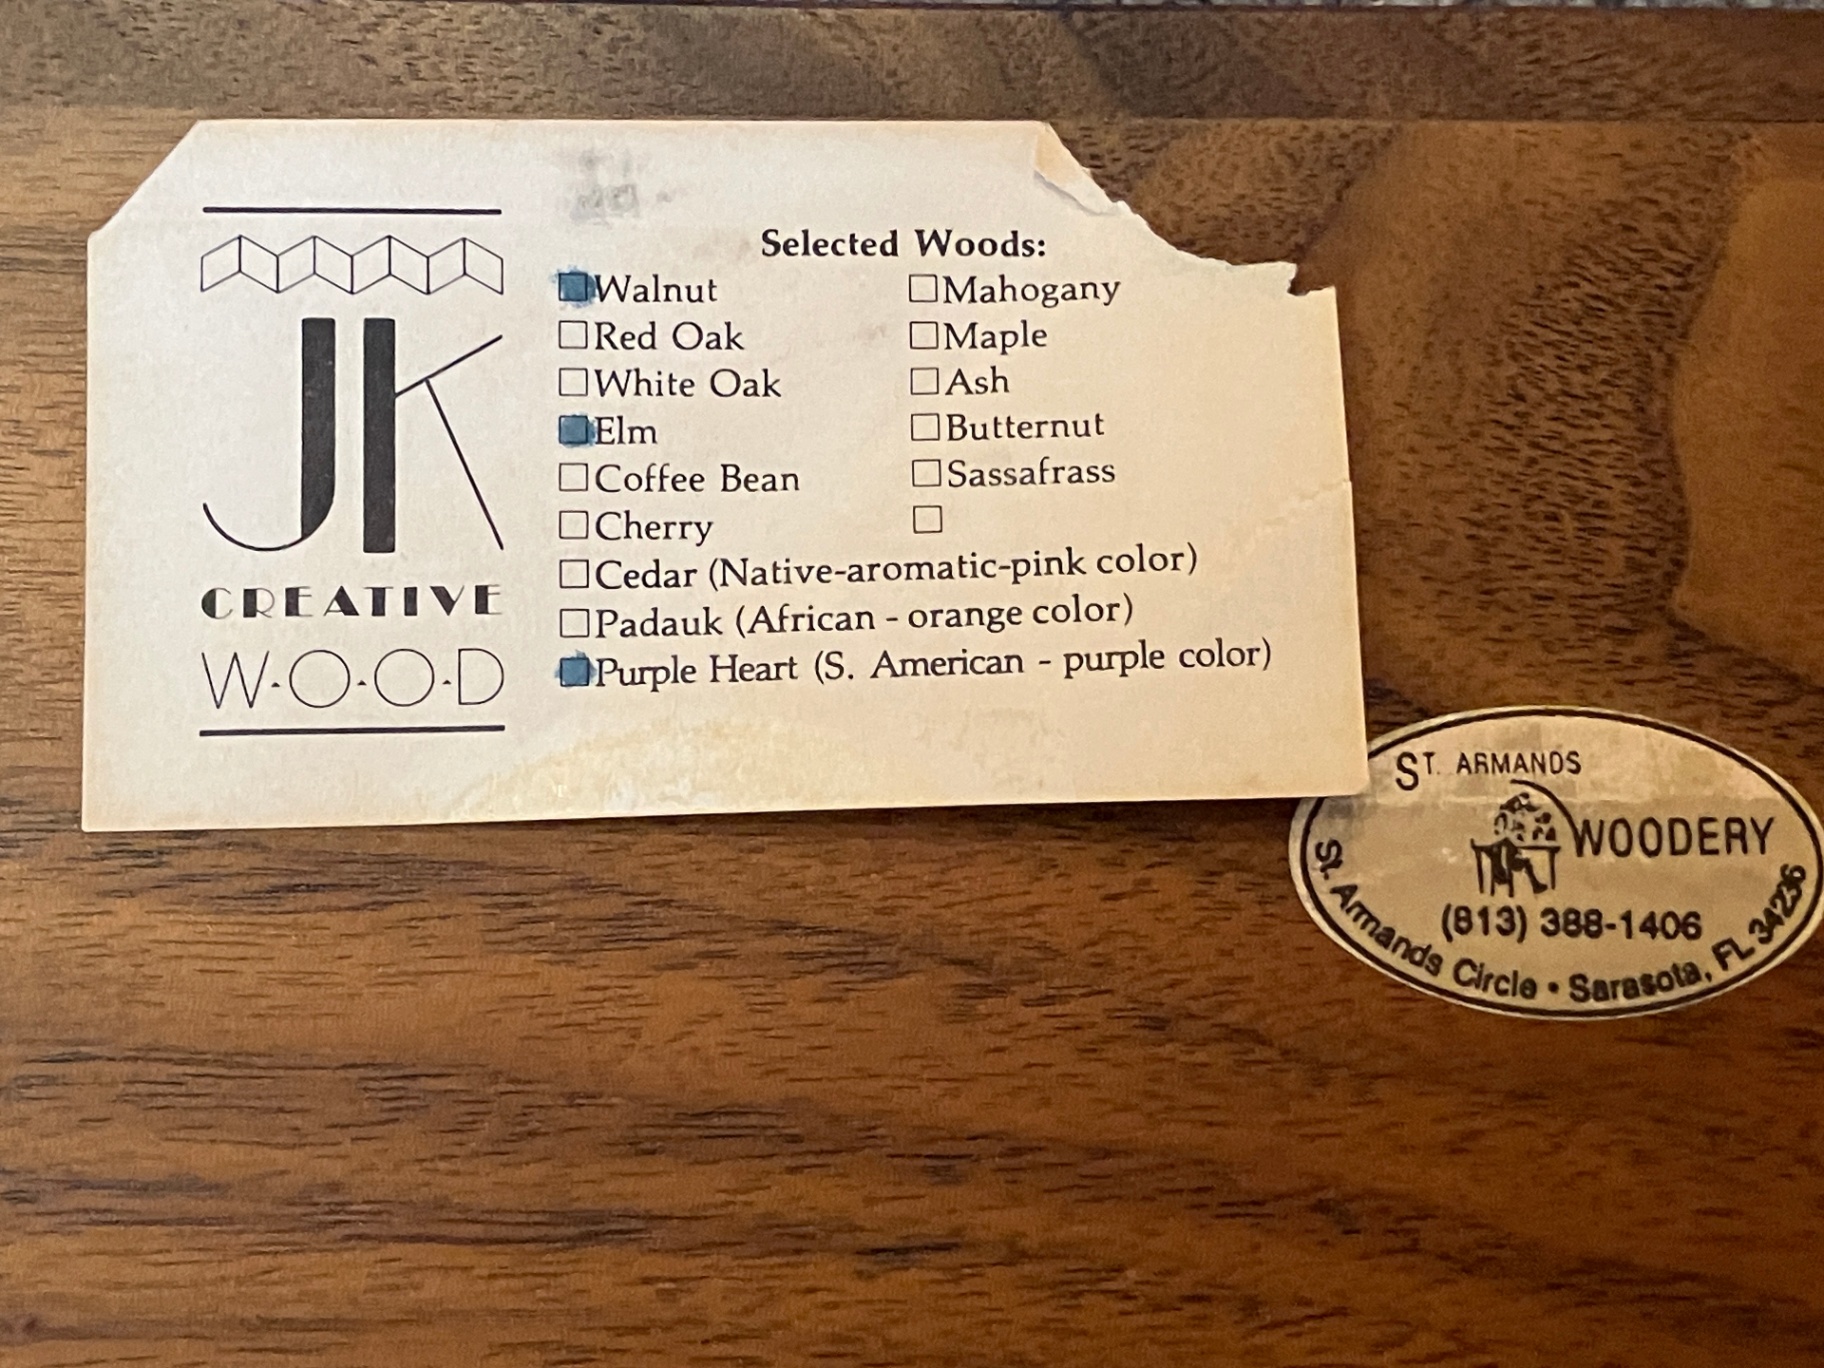 JK
CREATIVE
W·O·O·D
Selected Woods:
Walnut
Red Oak
White Oak
Elm
Coffee Bean
Cherry
Mahogany
Maple
Ash
Butternut
Sassafrass
Cedar (Native-aromatic-pink color)
Padauk (African - orange color)
Purple Heart (S. American - purple color)
ST. ARMANDS
WOODERY
(813) 388-1406
St. Armands Circle • Sarasota, FL 34236